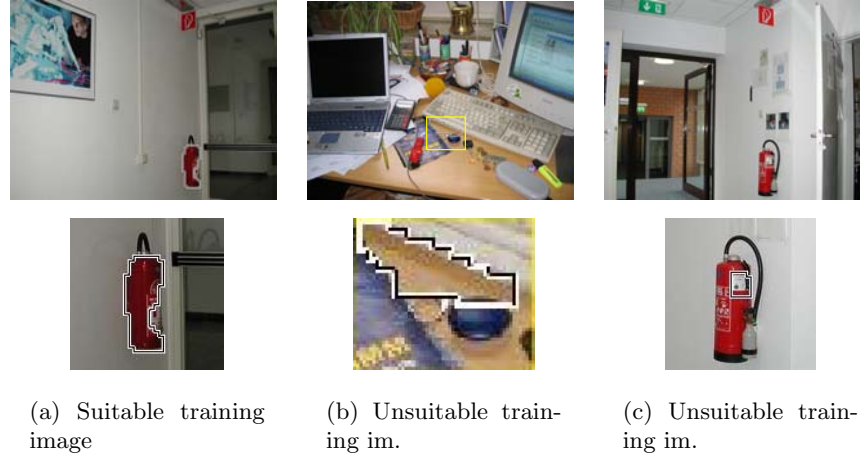 (a) Suitable training
image
(b) Unsuitable train-
ing im.
(c) Unsuitable train-
ing im.